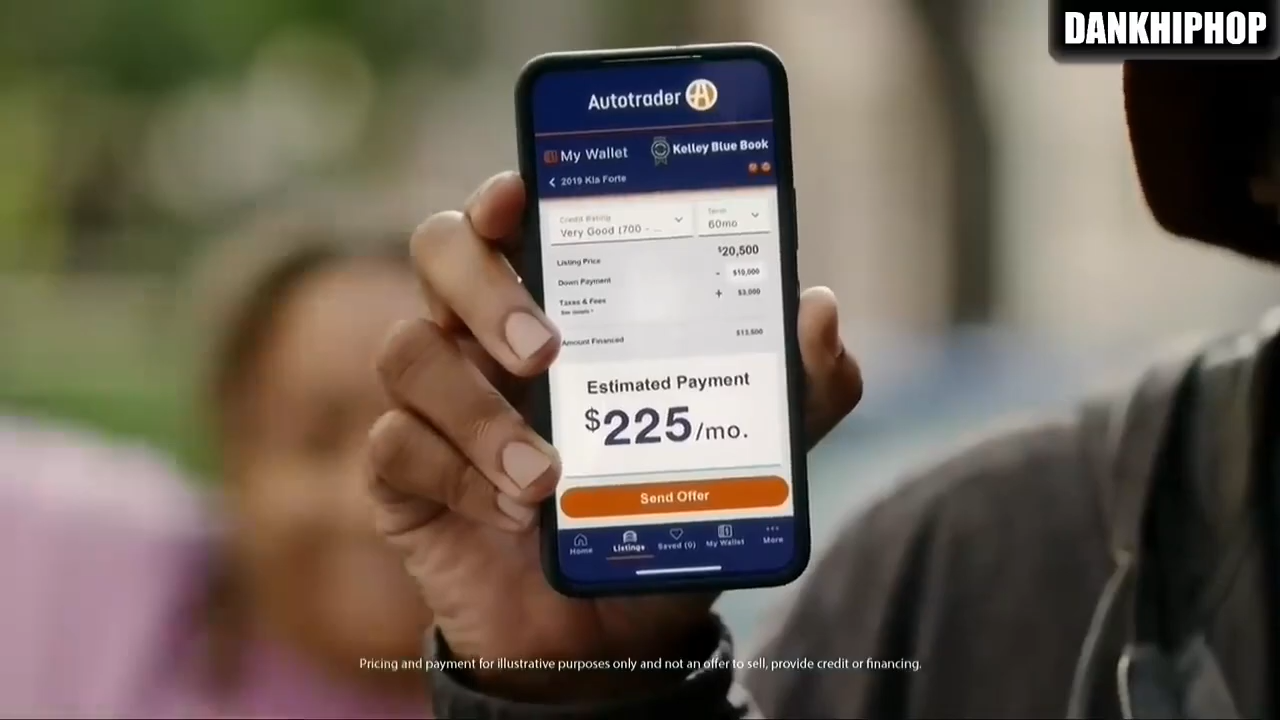 DANKHIPHOP
Autotrader
My Wallet
Kelley Blue Book
2019 Kia Forte
Credit Rating
Very Good (700 - ...
Term
60mo
Listing Price
$20,500
Down Payment
- $10,000
Taxes & Fees
+ $3,000
See details
Amount Financed
$13,500
Estimated Payment
$225/mo.
Send Offer
Home
Listings
Saved (0)
My Wallet
More
Pricing and payment for illustrative purposes only and not an offer to sell, provide credit or financing.